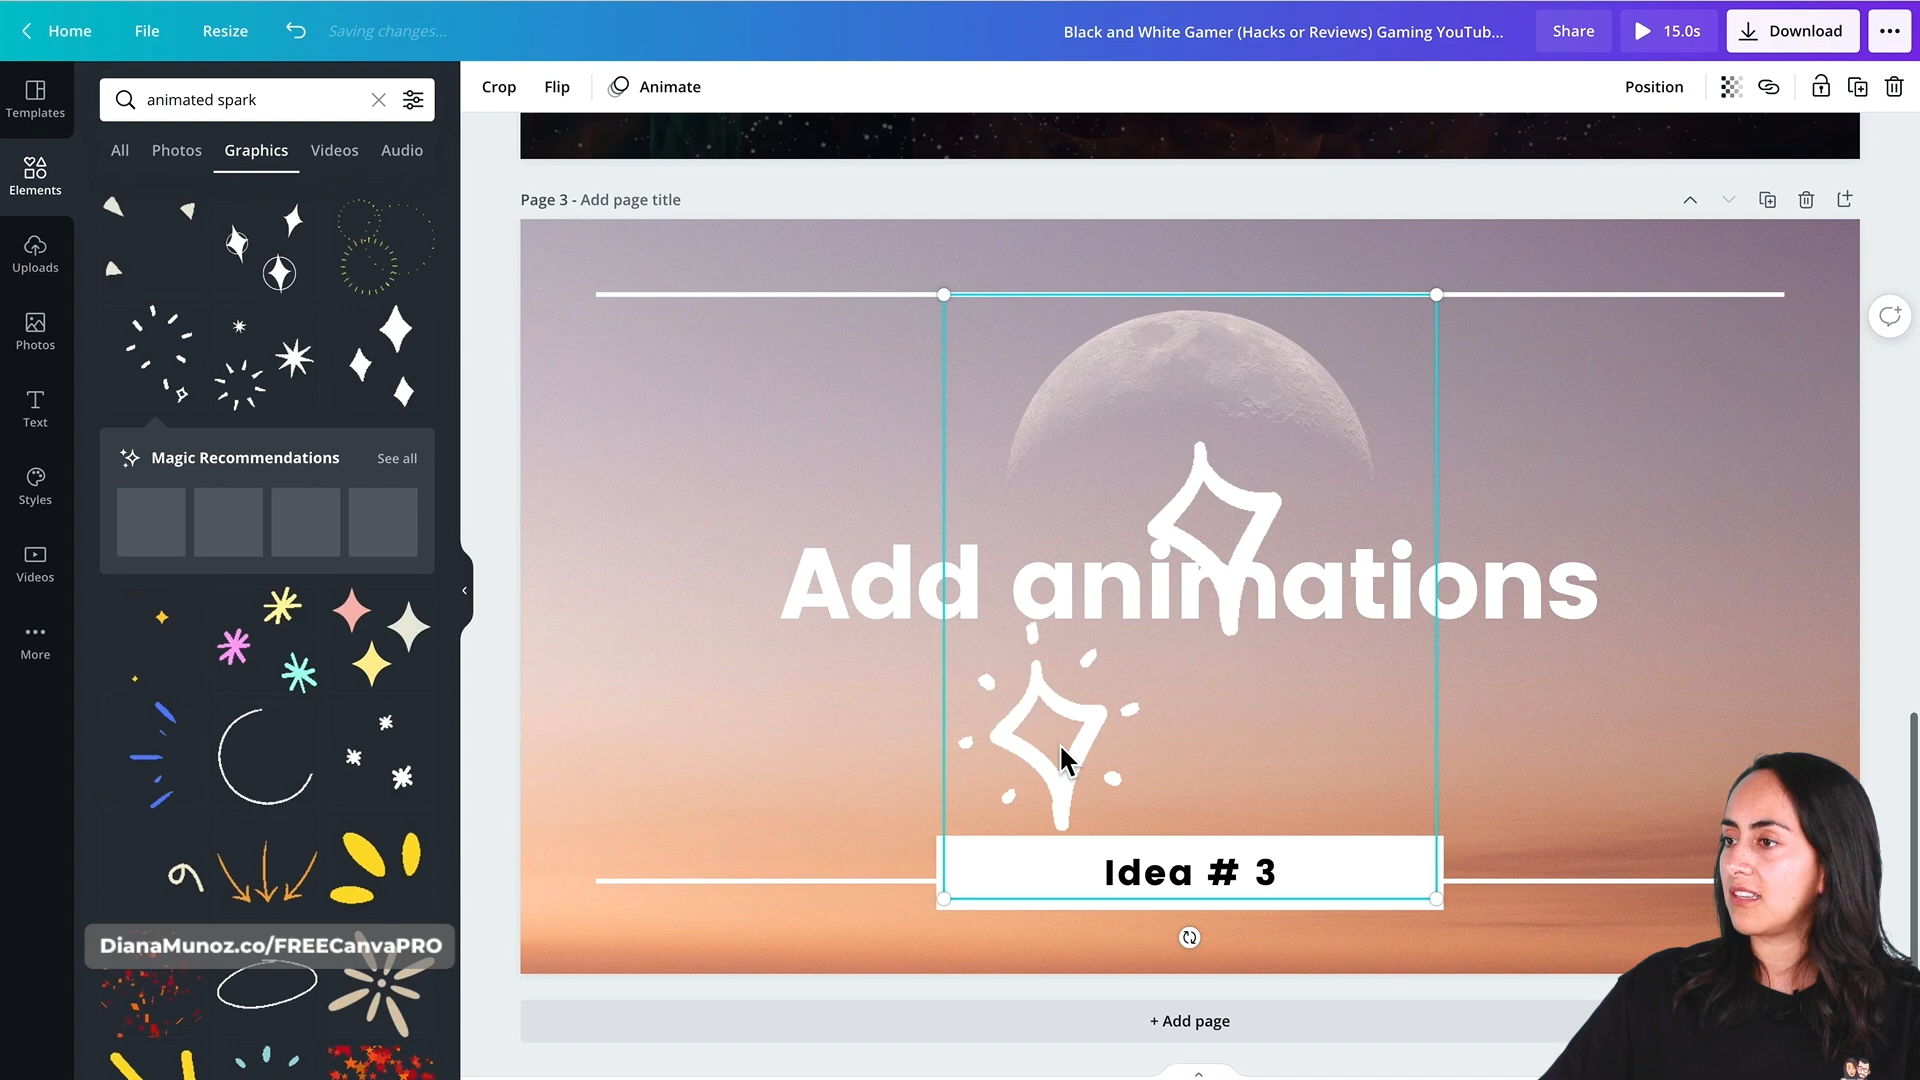 Home File Resize Saving changes... Black and White Gamer (Hacks or Reviews) Gaming YouTub... Share 15.0s Download
Templates
Elements
Uploads
Photos
Text
Styles
Videos
More
animated spark
All Photos Graphics Videos Audio
Magic Recommendations See all
DianaMunoz.co/FREECanvaPRO
Crop Flip Animate Position
Page 3 - Add page title
Add animations
Idea # 3
+ Add page